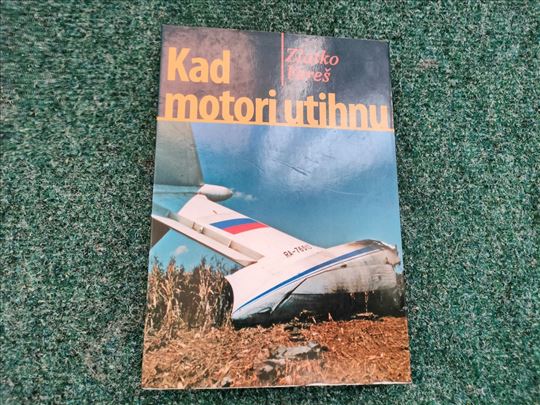 Kad
motori utihnu
Zlatko
Vereš